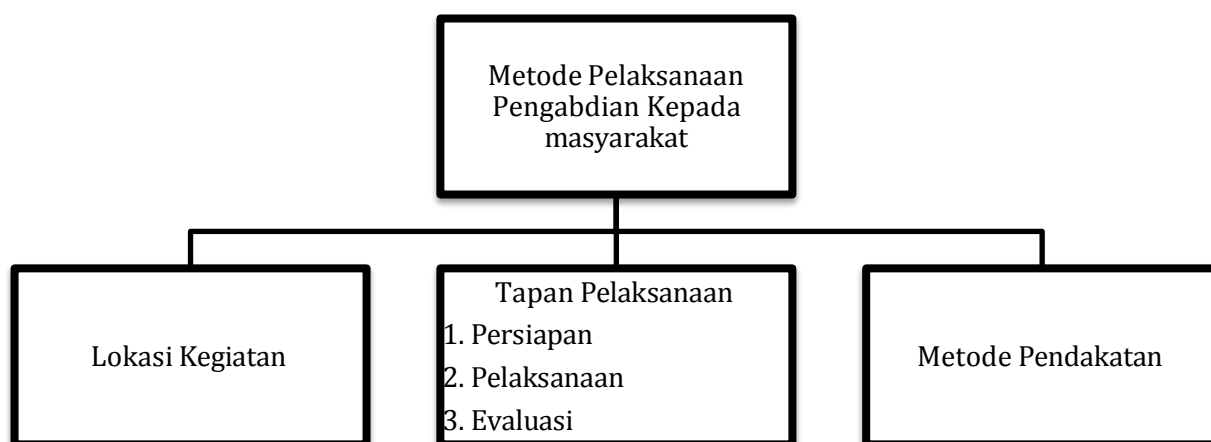 Metode Pelaksanaan
Pengabdian Kepada
masyarakat
Lokasi Kegiatan
Tapan Pelaksanaan
1. Persiapan
2. Pelaksanaan
3. Evaluasi
Metode Pendakatan